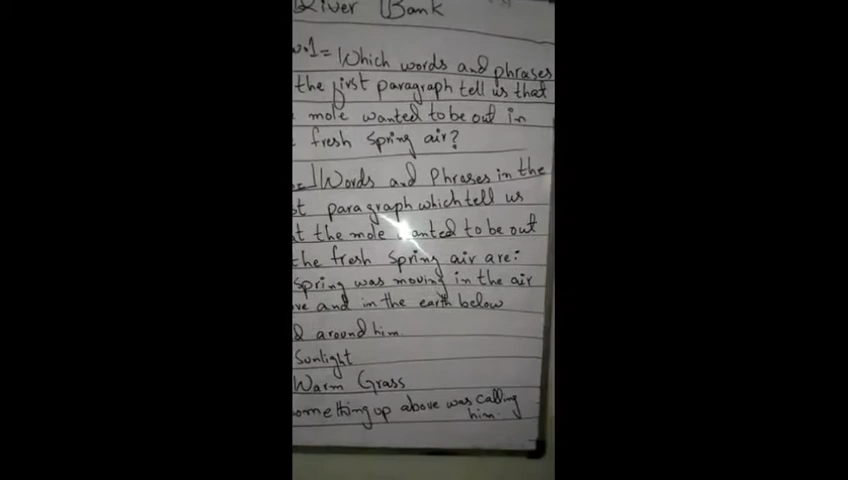 River Bank
Which words and phrases
the first paragraph tell us that
mole wanted to be out in
fresh Spring air?
Words and Phrases in the
paragraph which tell us
the mole wanted to be out
the fresh Spring air are:
Spring was moving in the air
and in the earth below
around him.
Sunlight
Warm Grass
omething up above was calling
him.